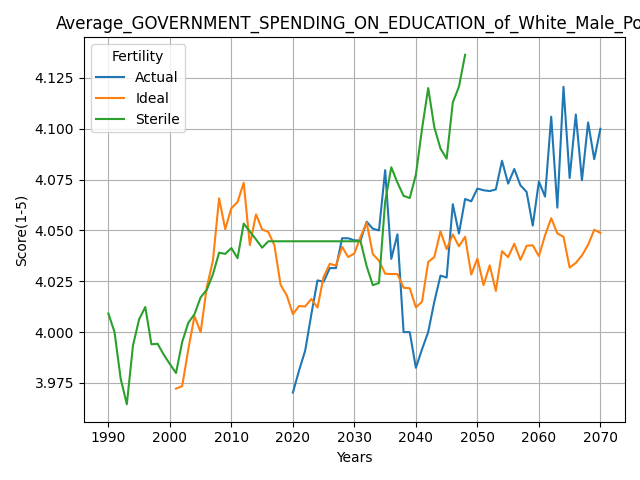 Average_GOVERNMENT_SPENDING_ON_EDUCATION_of_White_Male_Po
Fertility
Actual
Ideal
Sterile
Score(1-5)
4.125
4.100
4.075
4.050
4.025
4.000
3.975
1990 2000 2010 2020 2030 2040 2050 2060 2070
Years